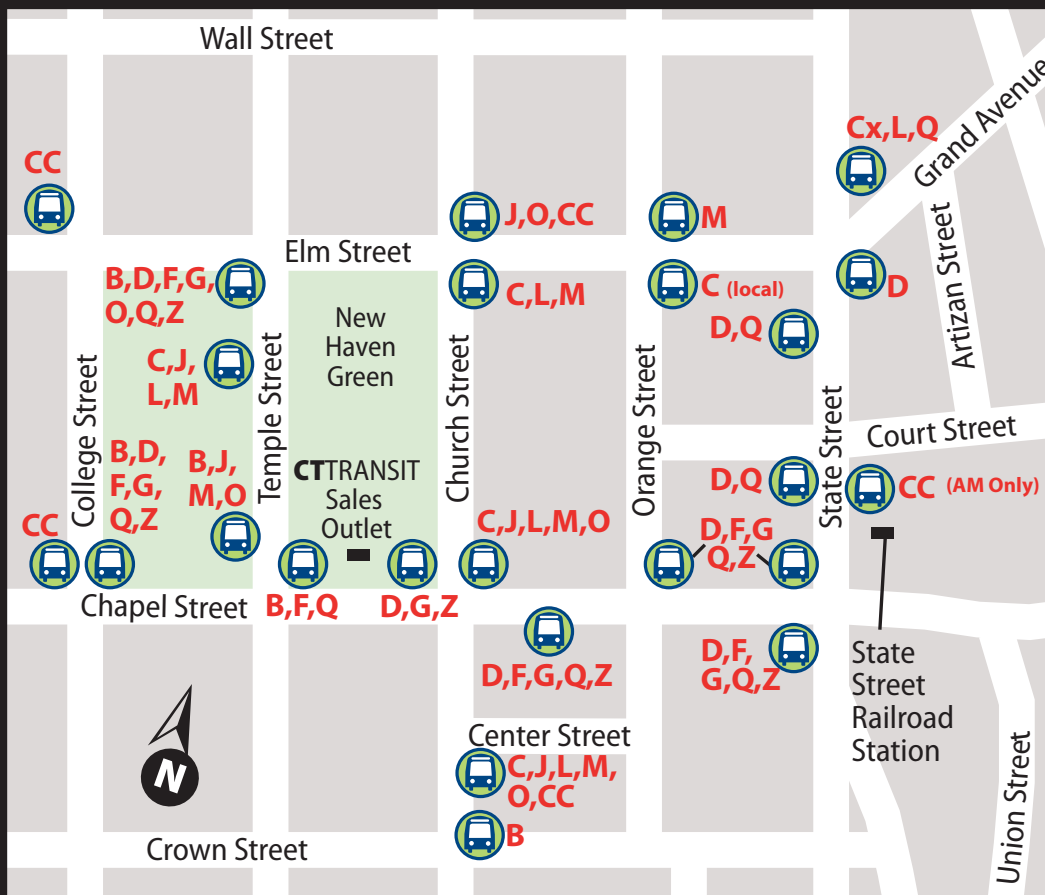 Wall Street
Cx,L,Q
Grand Avenue
CC
J,O,CC
M
Elm Street
B,D,F,G,
O,Q,Z
C,L,M
C (local)
D
D,Q
Artizan Street
New
Haven
Green
C,J,
L,M
College Street
Temple Street
Church Street
Orange Street
State Street
Court Street
B,D,
F,G,
Q,Z
B,J,
M,O
CTTRANSIT
Sales
Outlet
D,Q
CC (AM Only)
CC
C,J,L,M,O
D,F,G
Q,Z
Chapel Street
B,F,Q
D,G,Z
D,F,G,Q,Z
D,F,
G,Q,Z
State
Street
Railroad
Station
Center Street
C,J,L,M,
O,CC
B
N
Crown Street
Union Street